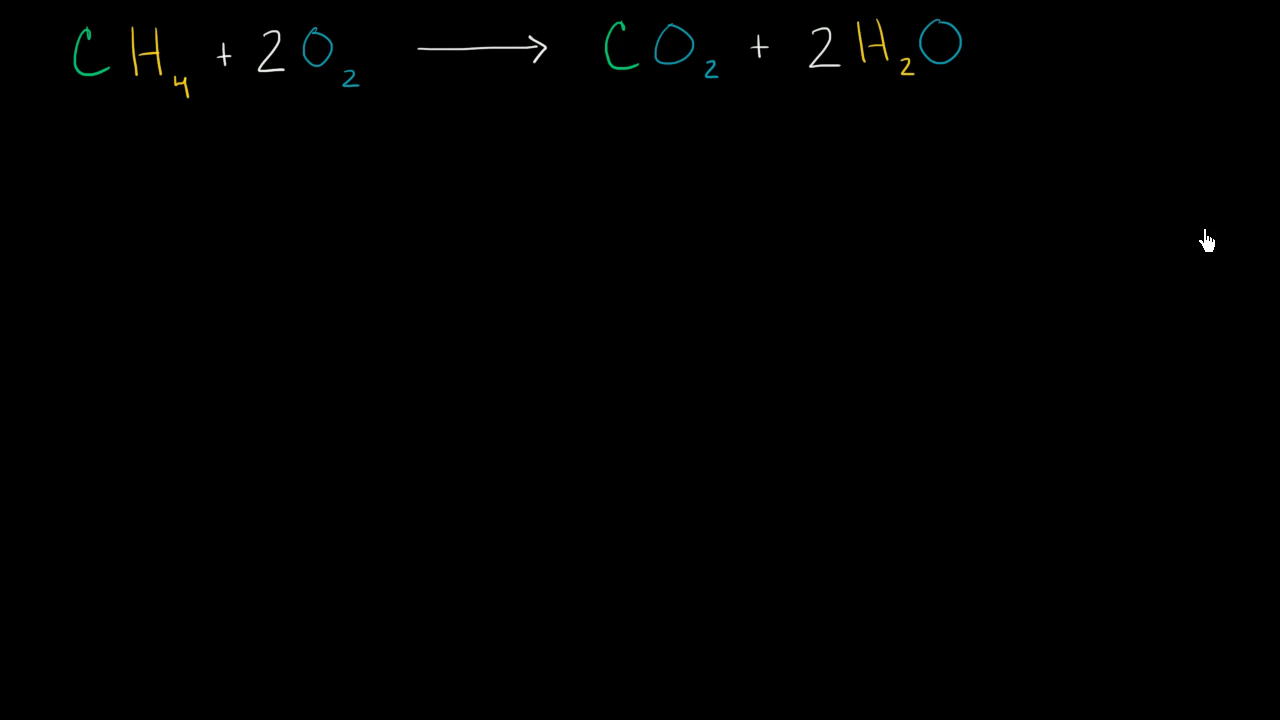 CH₄ + 2O₂ ⟶ CO₂ + 2H₂O